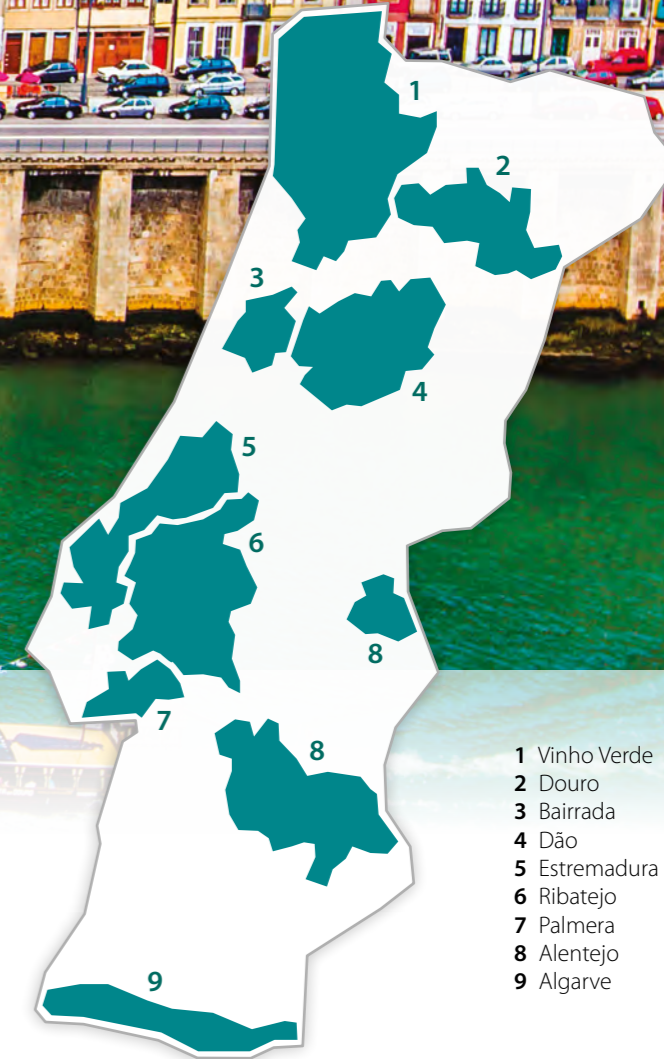 1
2
3
4
5
6
8
7
8
9
1 Vinho Verde
2 Douro
3 Bairrada
4 Dão
5 Estremadura
6 Ribatejo
7 Palmera
8 Alentejo
9 Algarve